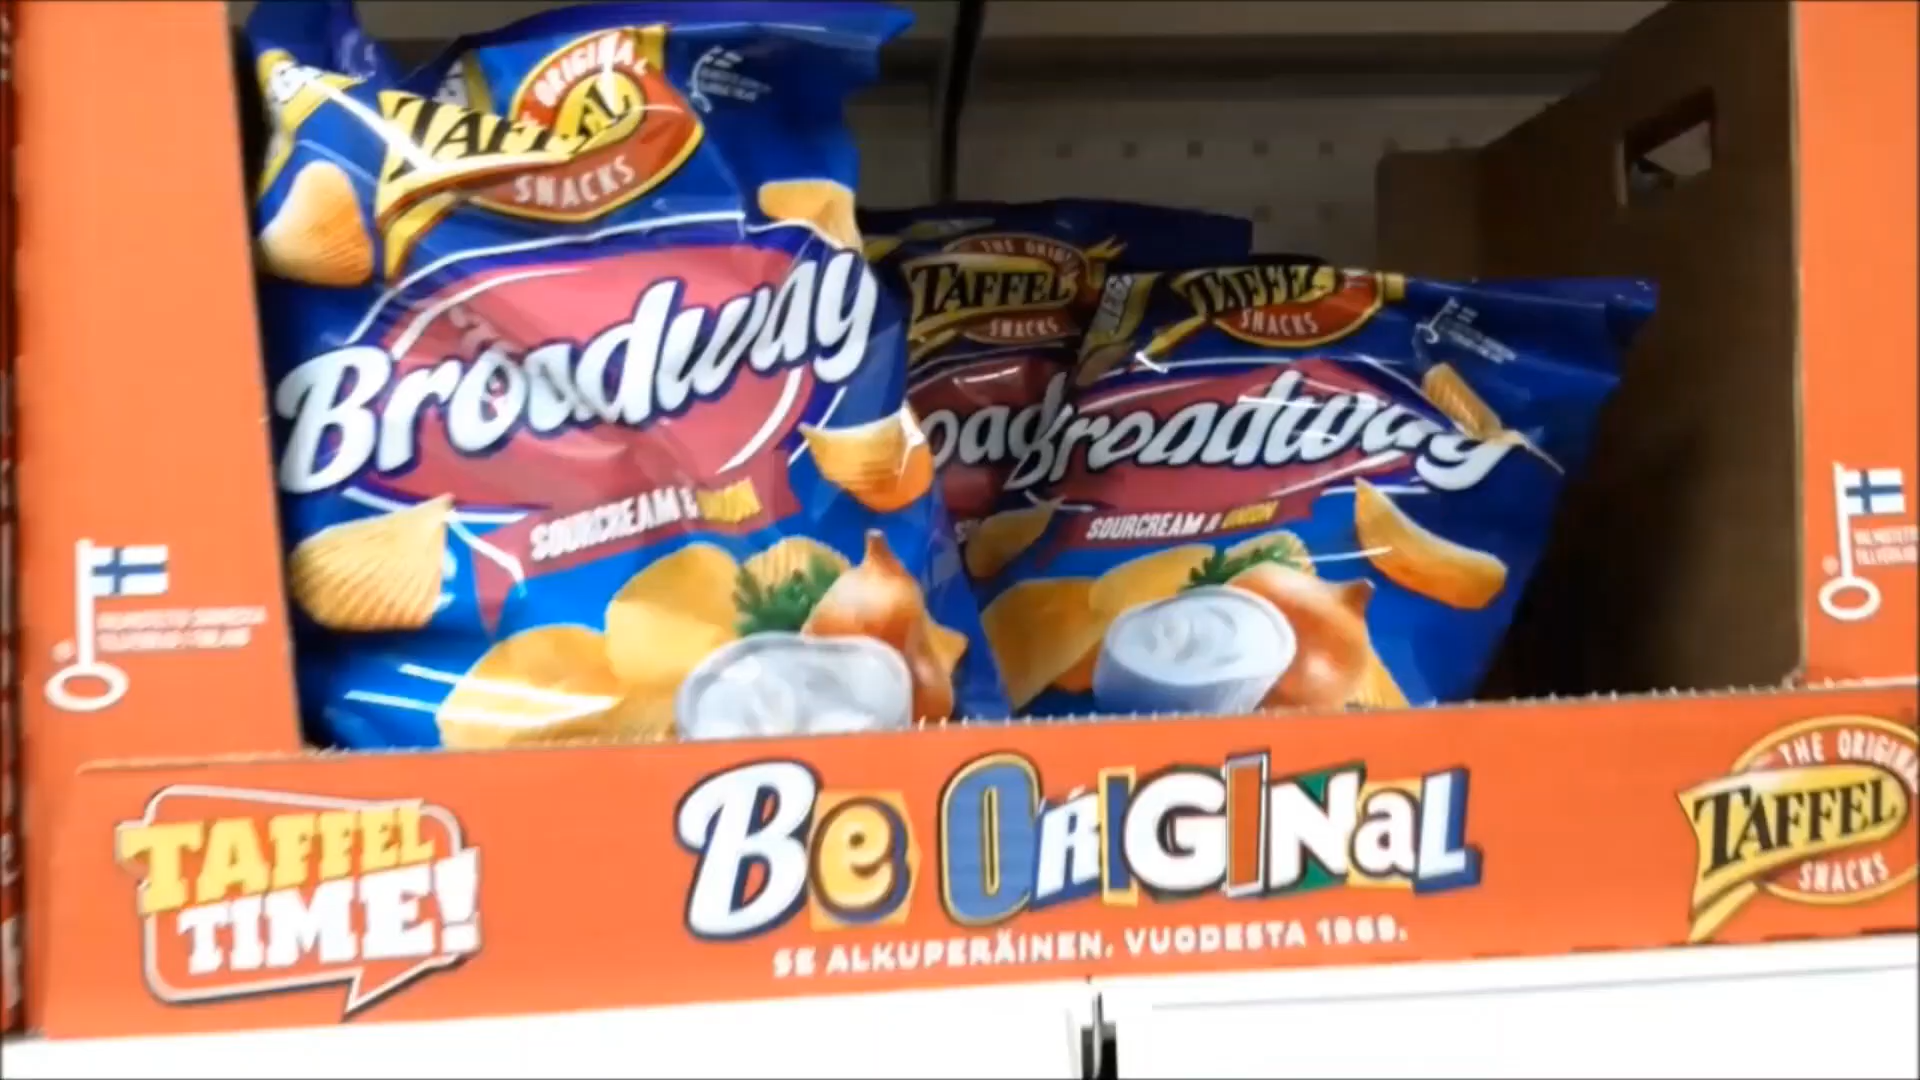 ORIGINAL
TAFFEL
SNACKS
Broadway
SOURCREAM & ONION
THE ORIGINAL
TAFFEL
SNACKS
TAFFEL
SNACKS
Broadway
SOURCREAM & ONION
TAFFEL
TIME!
Be ORIGINaL
SE ALKUPERÄINEN. VUODESTA 1969.
THE ORIGINAL
TAFFEL
SNACKS